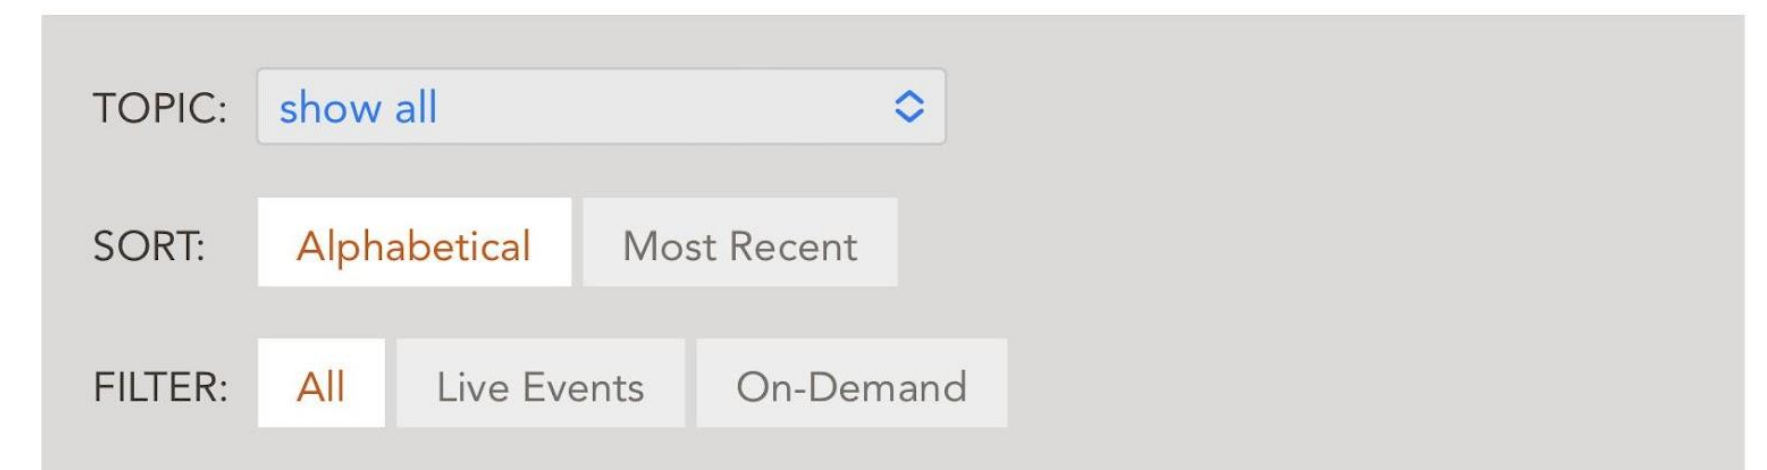 TOPIC: show all
SORT: Alphabetical Most Recent
FILTER: All Live Events On-Demand